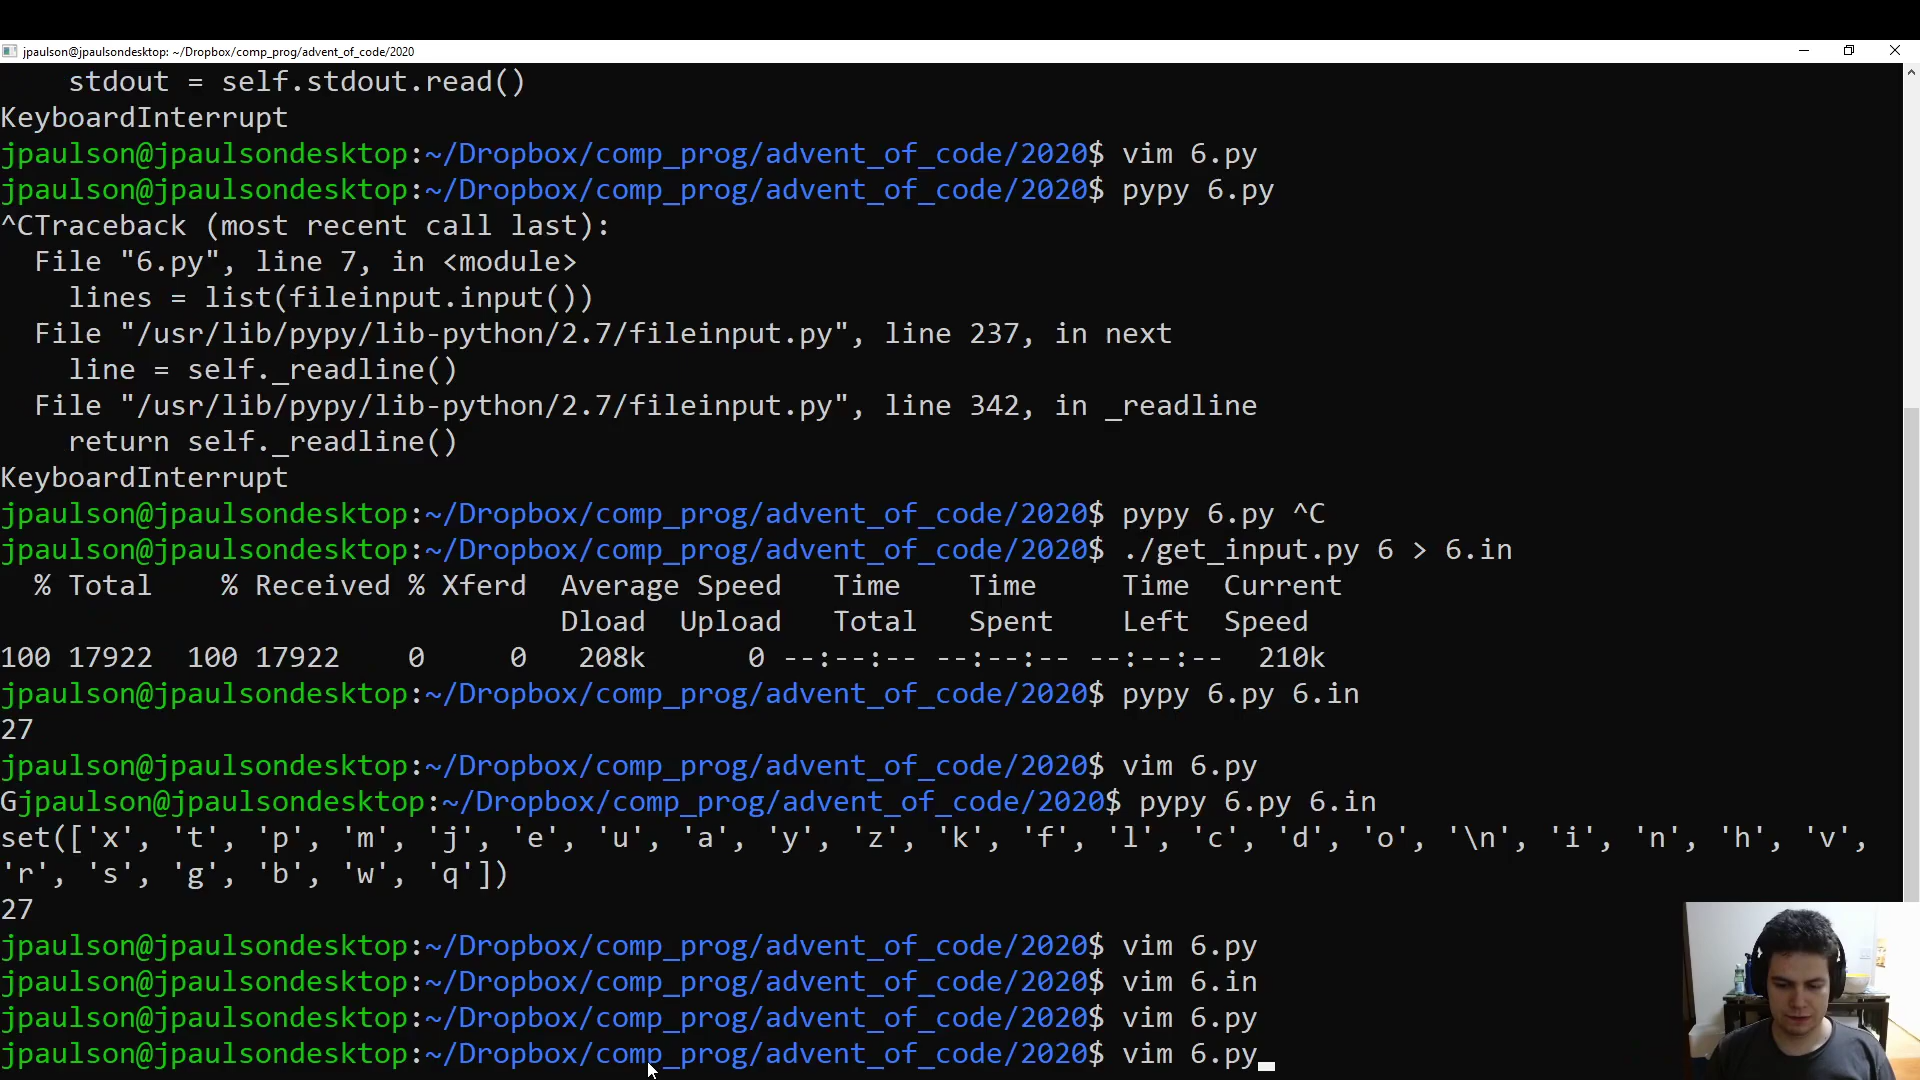 jpaulson@jpaulsondesktop: ~/Dropbox/comp_prog/advent_of_code/2020
    stdout = self.stdout.read()
KeyboardInterrupt
jpaulson@jpaulsondesktop:~/Dropbox/comp_prog/advent_of_code/2020$ vim 6.py
jpaulson@jpaulsondesktop:~/Dropbox/comp_prog/advent_of_code/2020$ pypy 6.py
^CTraceback (most recent call last):
  File "6.py", line 7, in <module>
    lines = list(fileinput.input())
  File "/usr/lib/pypy/lib-python/2.7/fileinput.py", line 237, in next
    line = self._readline()
  File "/usr/lib/pypy/lib-python/2.7/fileinput.py", line 342, in _readline
    return self._readline()
KeyboardInterrupt
jpaulson@jpaulsondesktop:~/Dropbox/comp_prog/advent_of_code/2020$ pypy 6.py ^C
jpaulson@jpaulsondesktop:~/Dropbox/comp_prog/advent_of_code/2020$ ./get_input.py 6 > 6.in
  % Total    % Received % Xferd  Average Speed   Time    Time     Time  Current
                                 Dload  Upload   Total   Spent    Left  Speed
100 17922  100 17922    0     0   208k      0 --:--:-- --:--:-- --:--:--  210k
jpaulson@jpaulsondesktop:~/Dropbox/comp_prog/advent_of_code/2020$ pypy 6.py 6.in
27
jpaulson@jpaulsondesktop:~/Dropbox/comp_prog/advent_of_code/2020$ vim 6.py
Gjpaulson@jpaulsondesktop:~/Dropbox/comp_prog/advent_of_code/2020$ pypy 6.py 6.in
set(['x', 't', 'p', 'm', 'j', 'e', 'u', 'a', 'y', 'z', 'k', 'f', 'l', 'c', 'd', 'o', '\n', 'i', 'n', 'h', 'v',
'r', 's', 'g', 'b', 'w', 'q'])
27
jpaulson@jpaulsondesktop:~/Dropbox/comp_prog/advent_of_code/2020$ vim 6.py
jpaulson@jpaulsondesktop:~/Dropbox/comp_prog/advent_of_code/2020$ vim 6.in
jpaulson@jpaulsondesktop:~/Dropbox/comp_prog/advent_of_code/2020$ vim 6.py
jpaulson@jpaulsondesktop:~/Dropbox/comp_prog/advent_of_code/2020$ vim 6.py